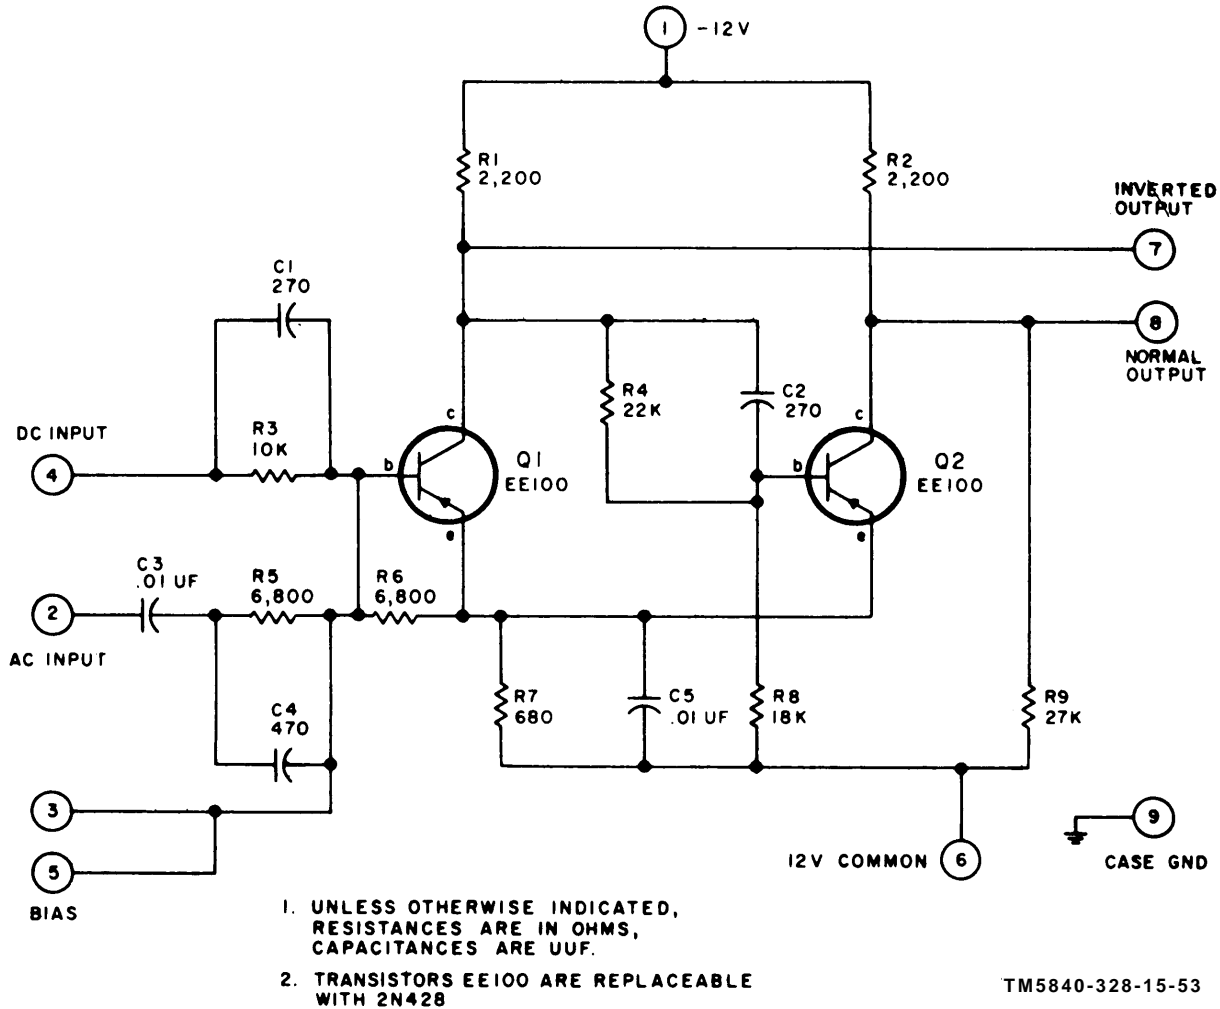 1 -12V
R1
2,200
R2
2,200
INVERTED
OUTPUT
7
C1
270
8
NORMAL
OUTPUT
R4
22K
C2
270
DC INPUT
4
R3
10K
c
b
e
Q1
EE100
c
b
e
Q2
EE100
C3
.01 UF
R5
6,800
R6
6,800
2
AC INPUT
R7
680
C5
.01 UF
R8
18K
R9
27K
C4
470
3
5
BIAS
12V COMMON 6
9
CASE GND
1. UNLESS OTHERWISE INDICATED,
RESISTANCES ARE IN OHMS,
CAPACITANCES ARE UUF.
2. TRANSISTORS EE100 ARE REPLACEABLE
WITH 2N428
TM5840-328-15-53